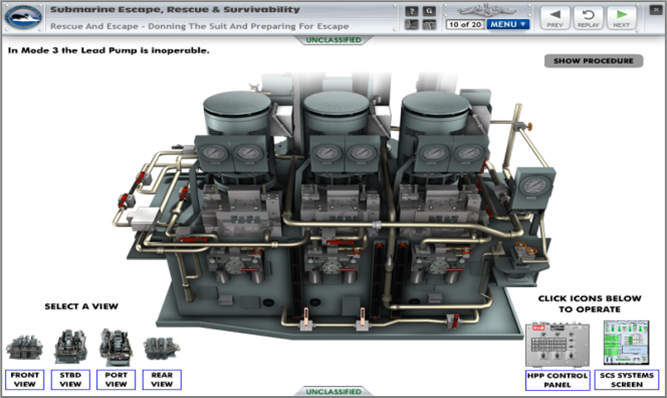 Submarine Escape, Rescue & Survivability
Rescue and Escape - Donning The Suit And Preparing For Escape
? G
10 of 20 MENU
PREV REPLAY NEXT
UNCLASSIFIED
In Mode 3 the Lead Pump is inoperable.
SHOW PROCEDURE
SELECT A VIEW
FRONT VIEW
STBD VIEW
PORT VIEW
REAR VIEW
CLICK ICONS BELOW
TO OPERATE
HPP CONTROL PANEL
SCS SYSTEMS SCREEN
UNCLASSIFIED